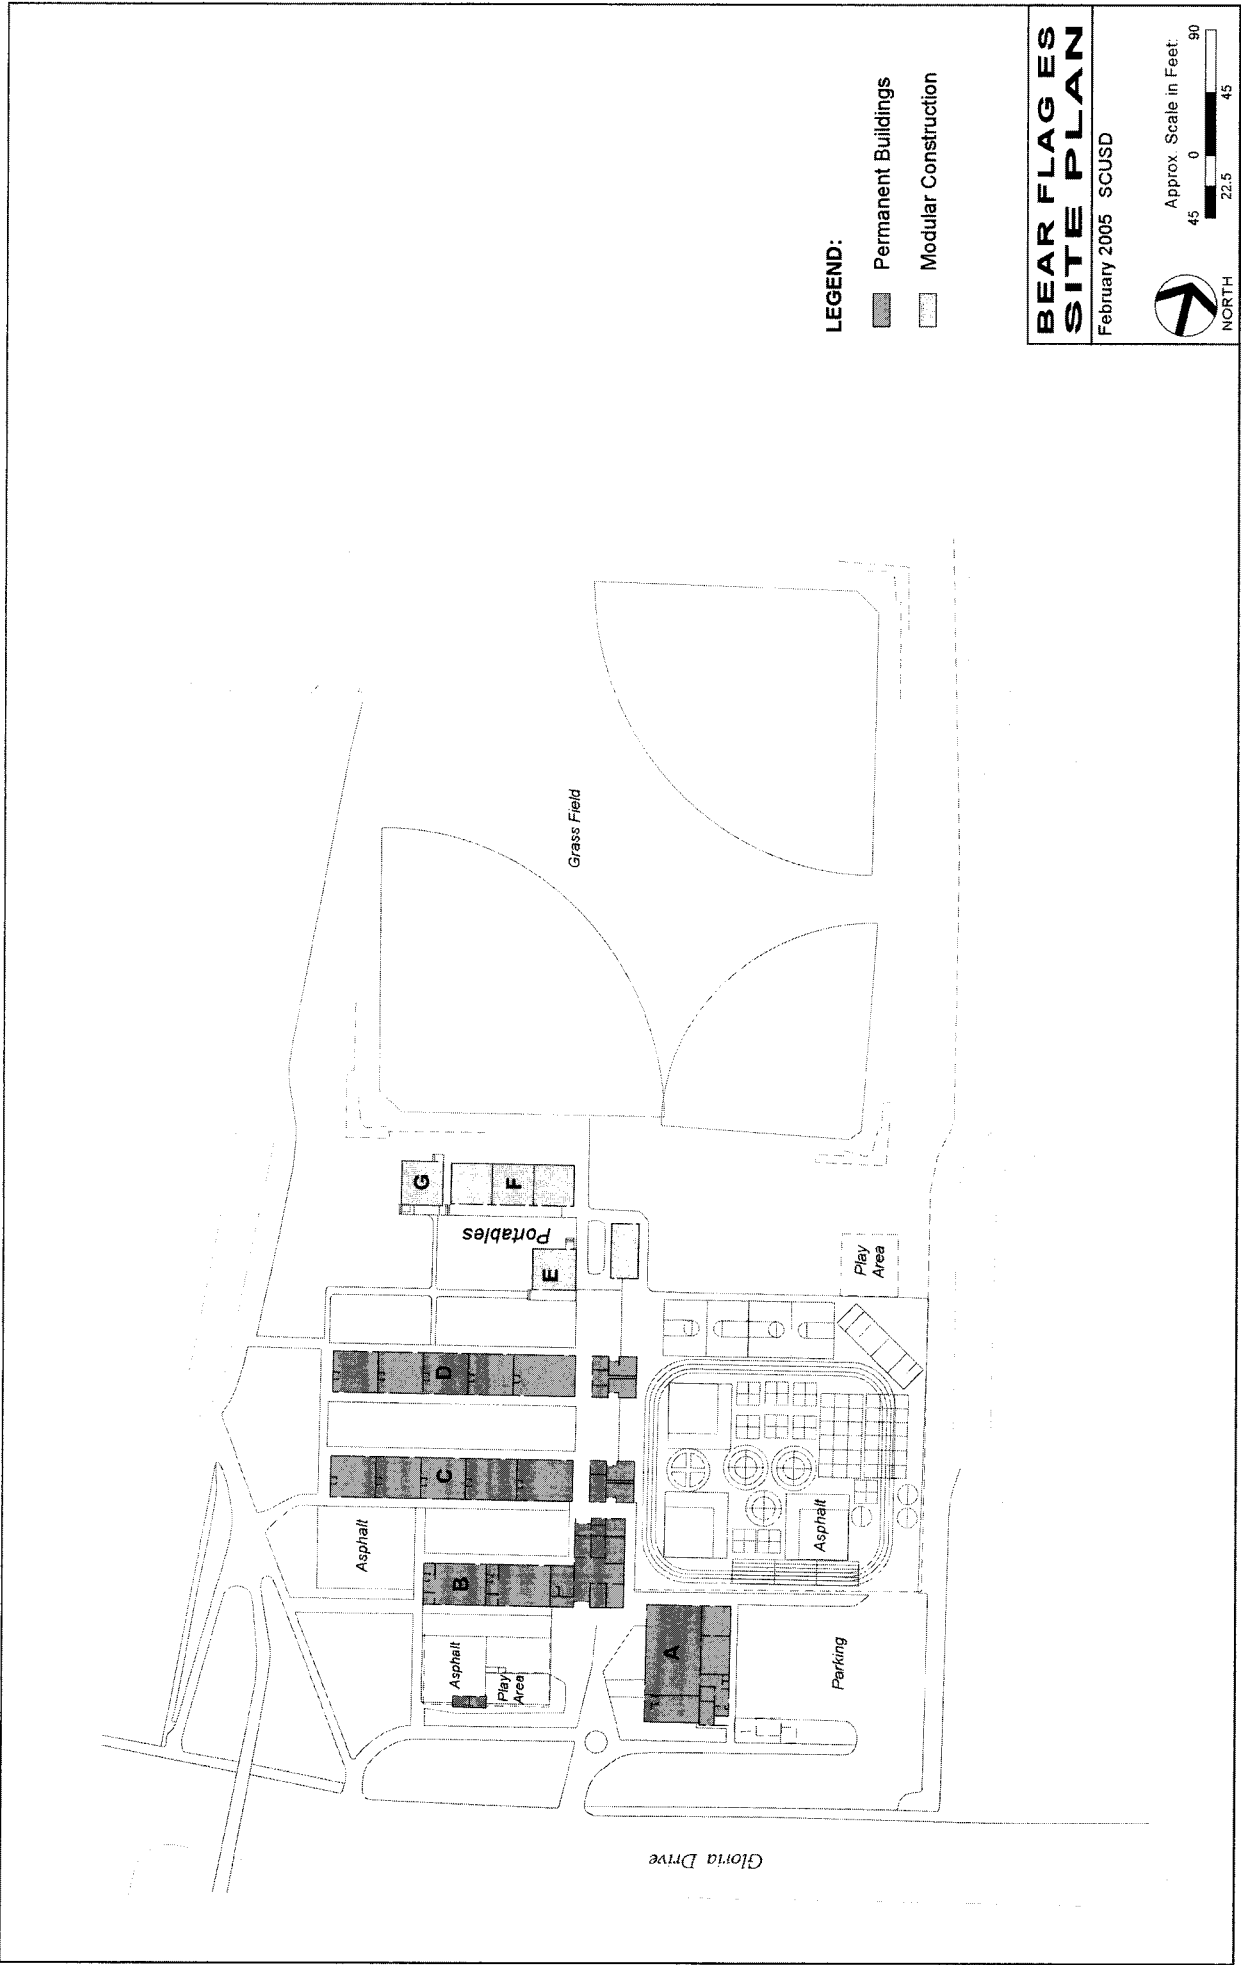 Gloria Drive
Asphalt
Play
Area
Asphalt
B
C
D
A
Parking
Asphalt
Play
Area
E
Portables
F
G
Grass Field
LEGEND:
Permanent Buildings
Modular Construction
BEAR FLAG ES
SITE PLAN
February 2005 SCUSD
NORTH
Approx. Scale in Feet:
45 0 90
22.5 45